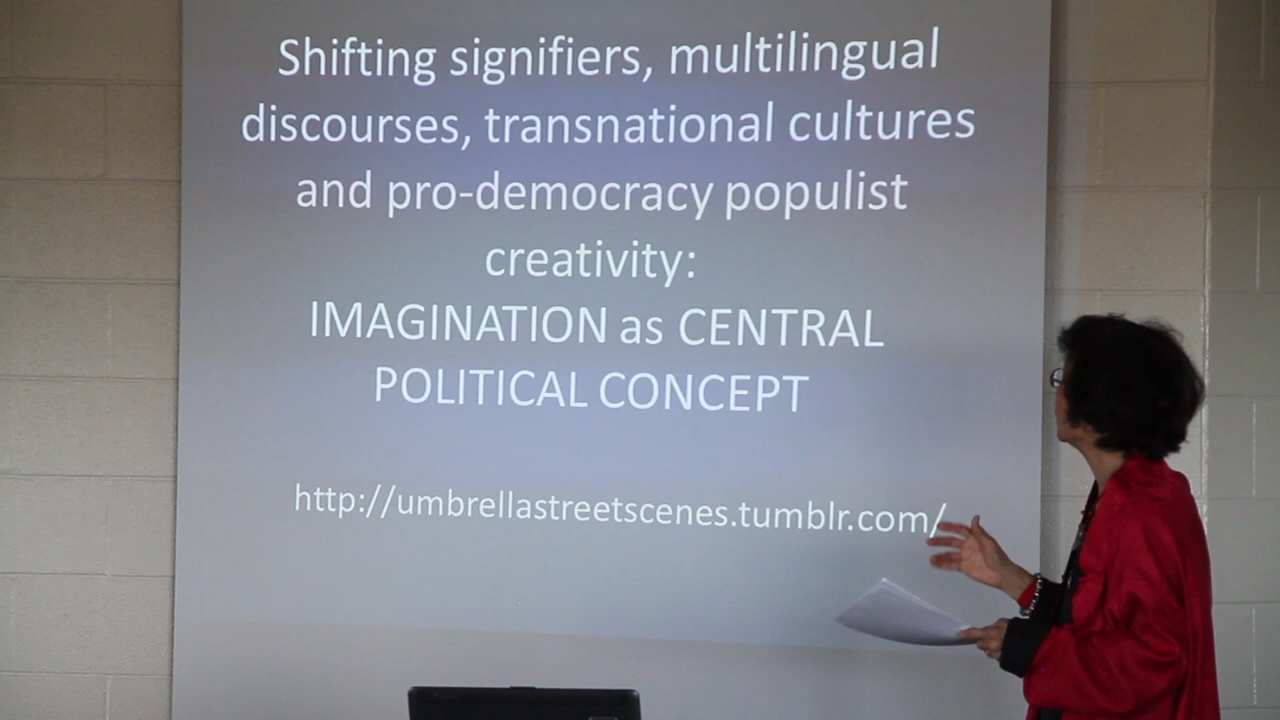 Shifting signifiers, multilingual
discourses, transnational cultures
and pro-democracy populist
creativity:
IMAGINATION as CENTRAL
POLITICAL CONCEPT
http://umbrellastreetscenes.tumblr.com/